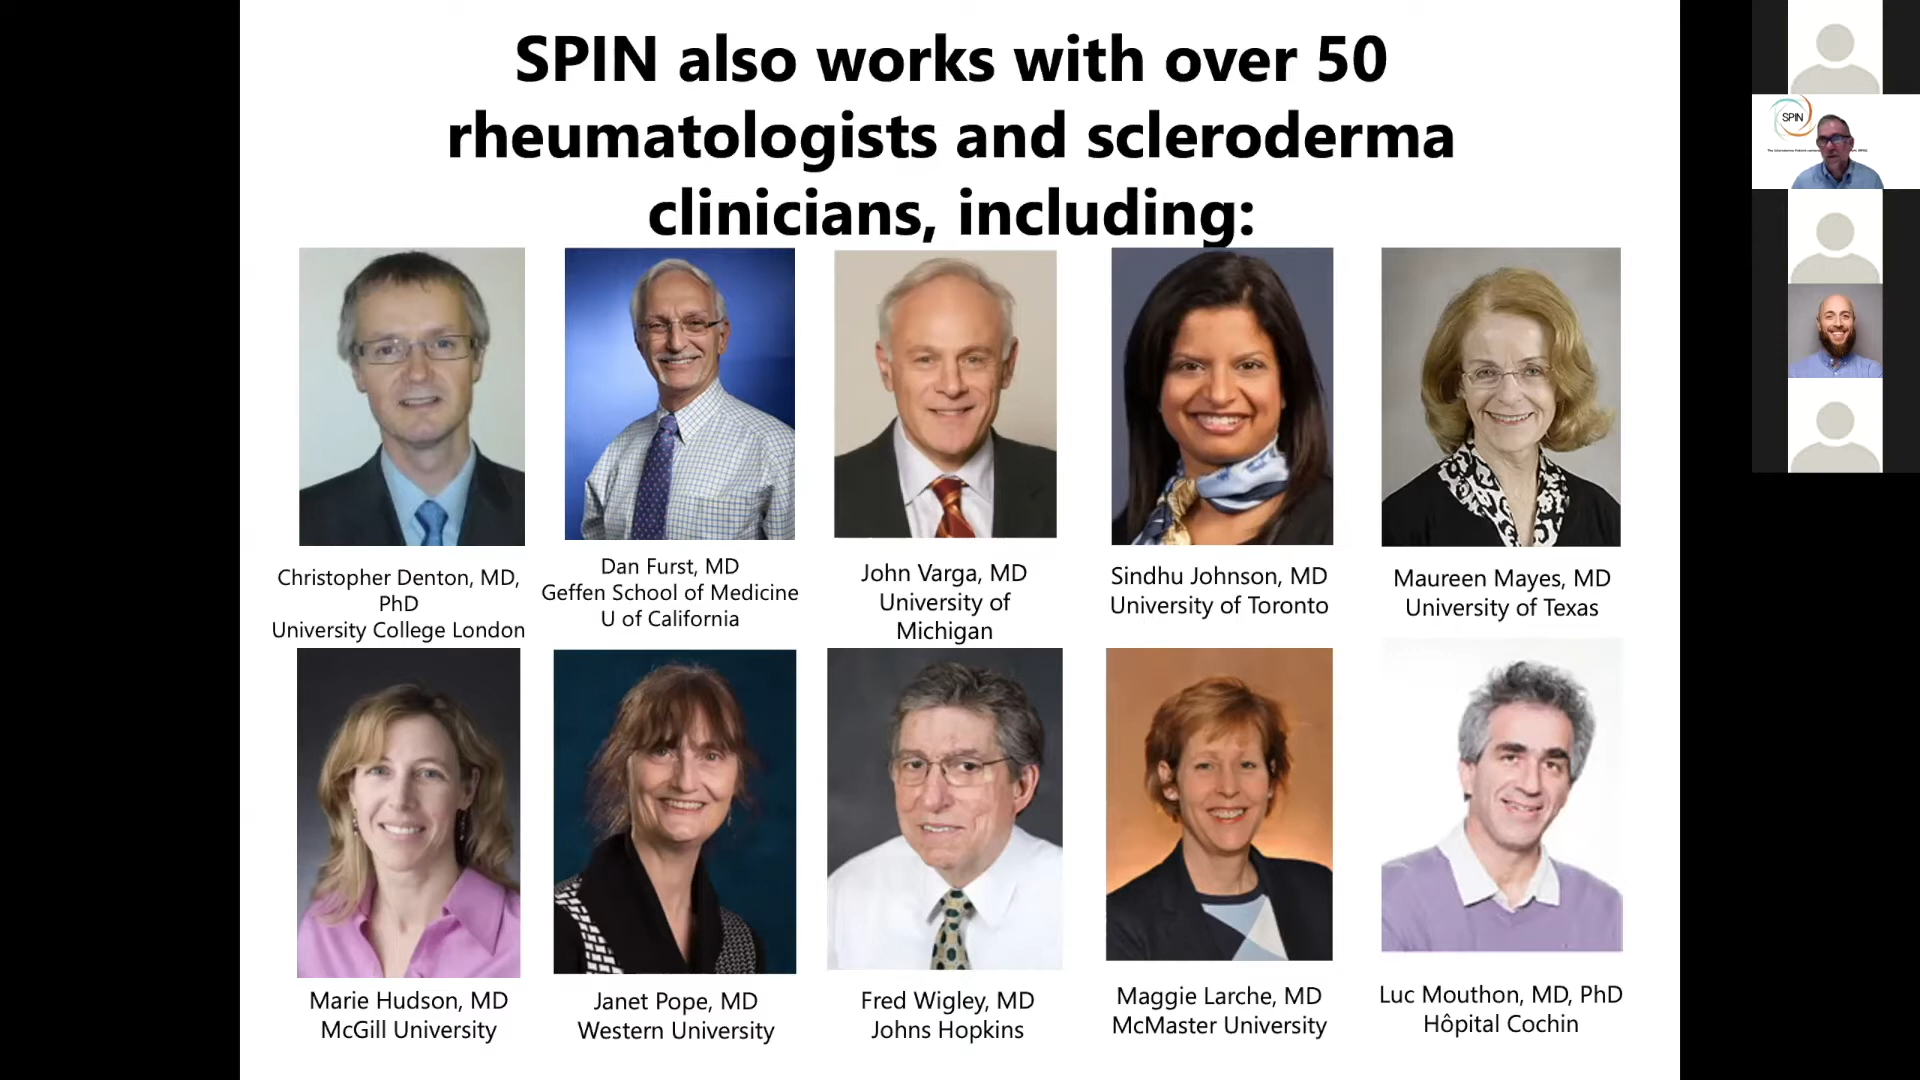 SPIN also works with over 50
rheumatologists and scleroderma
clinicians, including:
SPIN
Christopher Denton, MD,
PhD
University College London
Dan Furst, MD
Geffen School of Medicine
U of California
John Varga, MD
University of
Michigan
Sindhu Johnson, MD
University of Toronto
Maureen Mayes, MD
University of Texas
Marie Hudson, MD
McGill University
Janet Pope, MD
Western University
Fred Wigley, MD
Johns Hopkins
Maggie Larche, MD
McMaster University
Luc Mouthon, MD, PhD
Hôpital Cochin